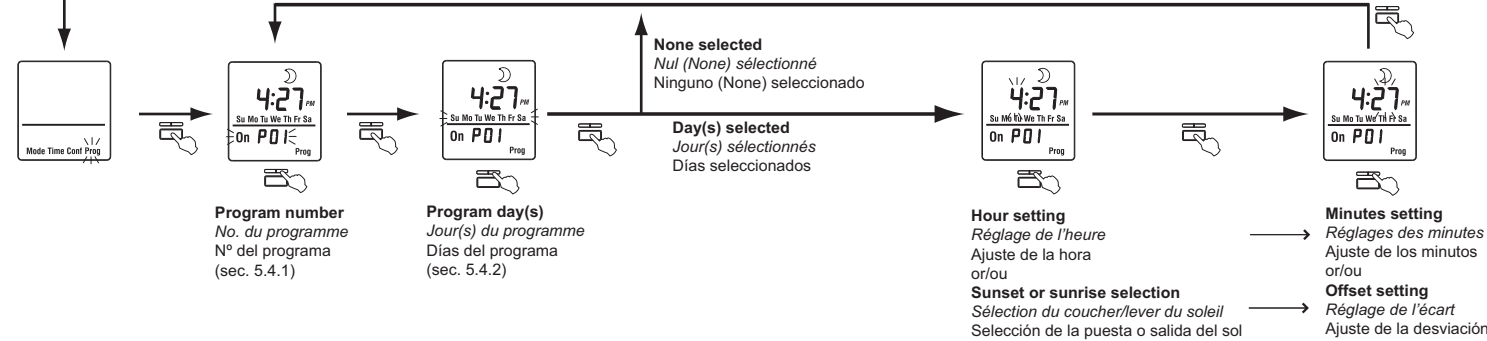 None selected
Nul (None) sélectionné
Ninguno (None) seleccionado
Mode Time Conf Prog
4:27 PM
Su Mo Tu We Th Fr Sa
On P01
Prog
4:27 PM
Su Mo Tu We Th Fr Sa
On P01
Prog
Day(s) selected
Jour(s) sélectionnés
Días seleccionados
4:27 PM
Su Mo Tu We Th Fr Sa
On P01
Prog
4:27 PM
Su Mo Tu We Th Fr Sa
On P01
Prog
Program number
No. du programme
Nº del programa
(sec. 5.4.1)
Program day(s)
Jour(s) du programme
Días del programa
(sec. 5.4.2)
Hour setting
Réglage de l'heure
Ajuste de la hora
or/ou
Sunset or sunrise selection
Sélection du coucher/lever du soleil
Selección de la puesta o salida del sol
Minutes setting
Réglages des minutes
Ajuste de los minutos
or/ou
Offset setting
Réglage de l'écart
Ajuste de la desviación